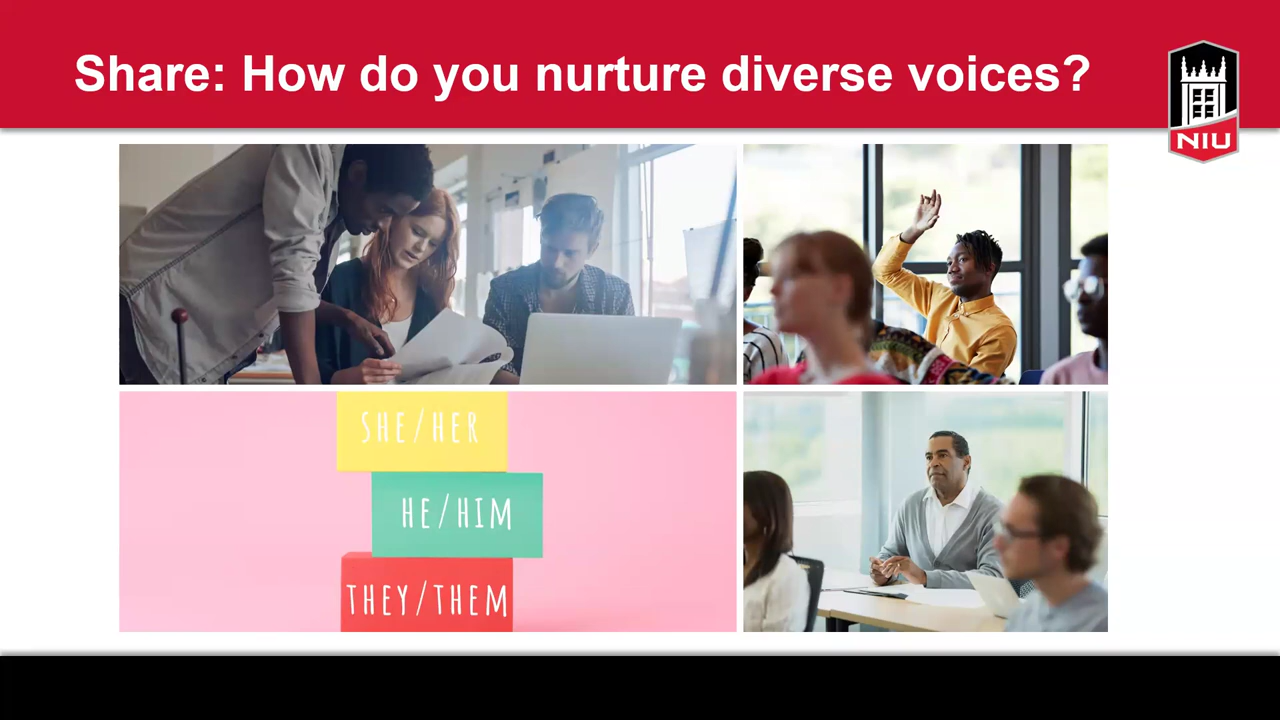 Share: How do you nurture diverse voices?
NIU
SHE/HER
HE/HIM
THEY/THEM